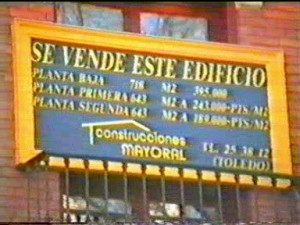 SE VENDE ESTE EDIFICIO
PLANTA BAJA 718 M2 395.000
PLANTA PRIMERA 643 M2 A 243.000-PTS/M2
PLANTA SEGUNDA 643 M2 A 189.000-PTS/M2
construcciones
MAYORAL
TL. 25 38 12
(TOLEDO)